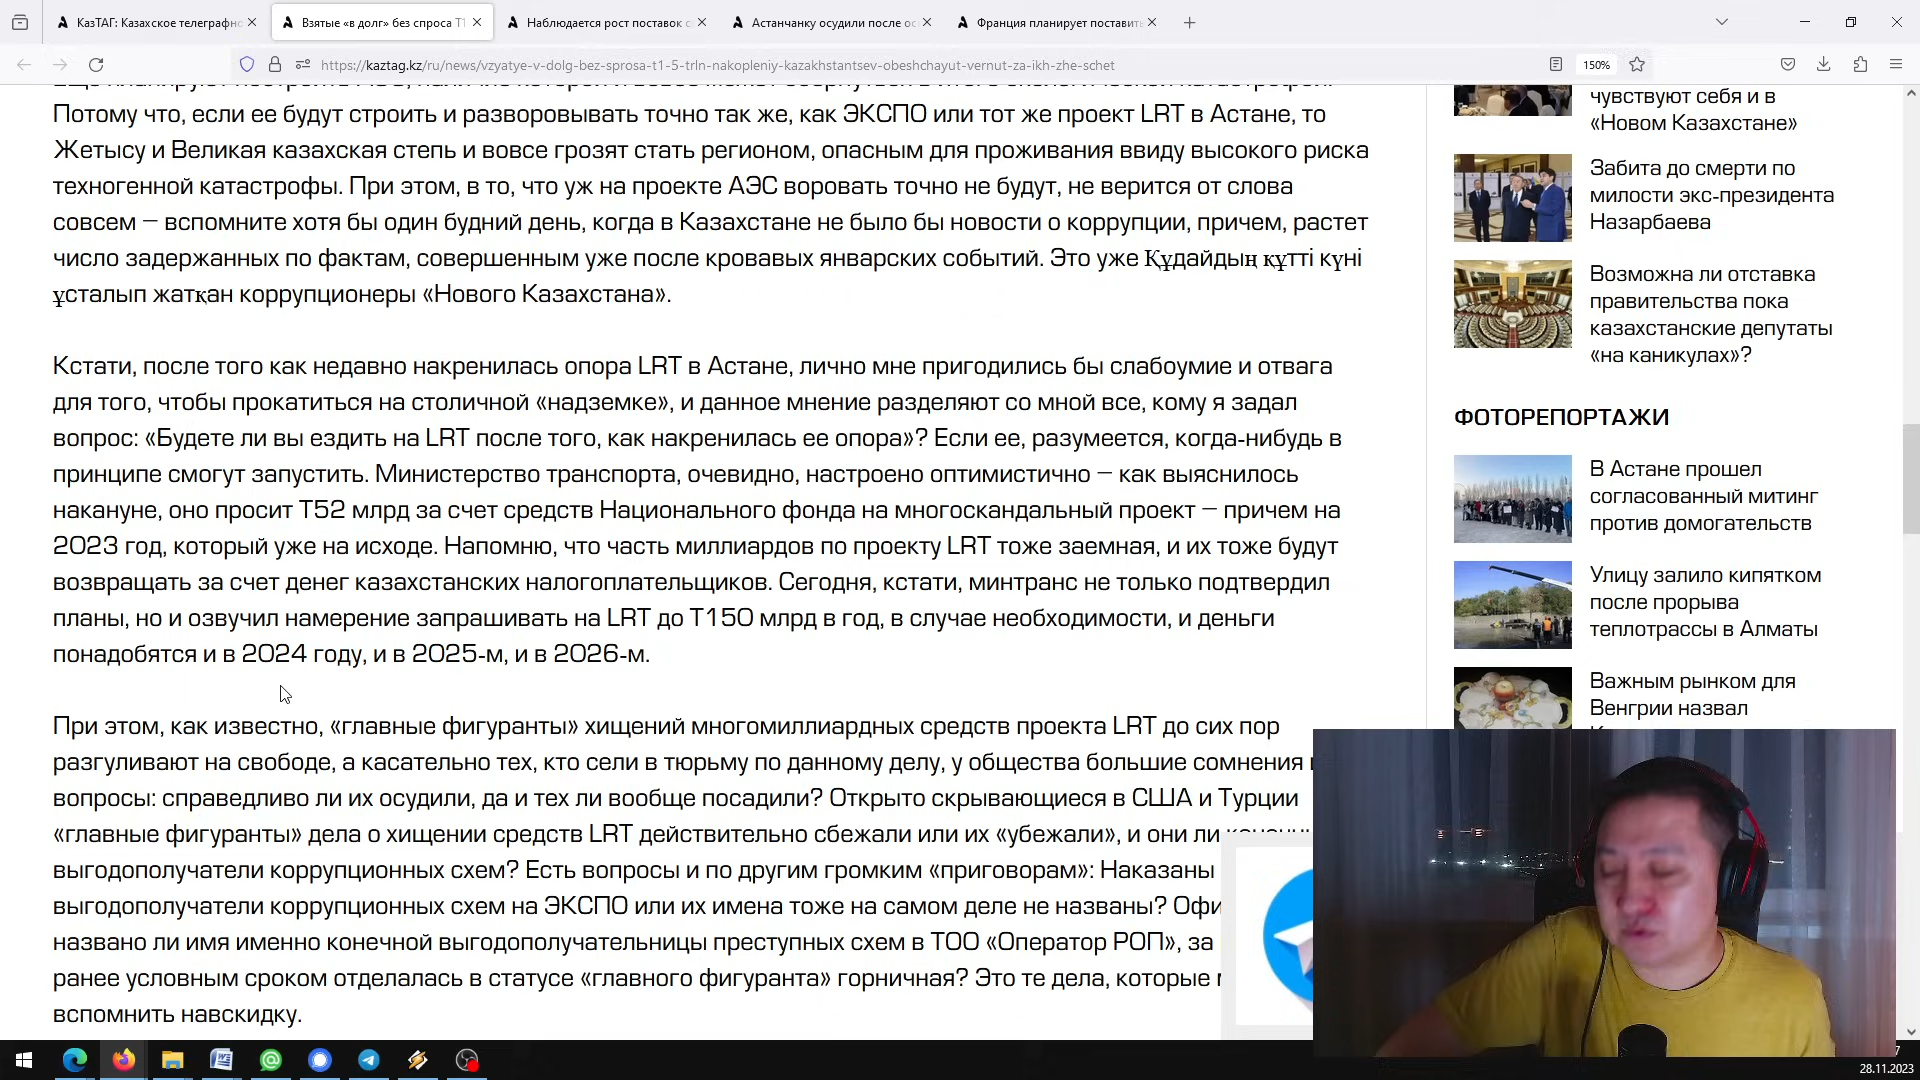 КазТАГ: Казахское телеграфно
Взятые «в долг» без спроса Т1
Наблюдается рост поставок с
Астанчанку осудили после ос
Франция планирует поставить
https://kaztag.kz/ru/news/vzyatye-v-dolg-bez-sprosa-t1-5-trln-nakopleniy-kazakhstantsev-obeshchayut-vernut-za-ikh-zhe-schet
150%
Потому что, если ее будут строить и разворовывать точно так же, как ЭКСПО или тот же проект LRT в Астане, то
Жетысу и Великая казахская степь и вовсе грозят стать регионом, опасным для проживания ввиду высокого риска
техногенной катастрофы. При этом, в то, что уж на проекте АЭС воровать точно не будут, не верится от слова
совсем – вспомните хотя бы один будний день, когда в Казахстане не было бы новости о коррупции, причем, растет
число задержанных по фактам, совершенным уже после кровавых январских событий. Это уже Құдайдың құтті күні
ұсталып жатқан коррупционеры «Нового Казахстана».
Кстати, после того как недавно накренилась опора LRT в Астане, лично мне пригодились бы слабоумие и отвага
для того, чтобы прокатиться на столичной «надземке», и данное мнение разделяют со мной все, кому я задал
вопрос: «Будете ли вы ездить на LRT после того, как накренилась ее опора»? Если ее, разумеется, когда-нибудь в
принципе смогут запустить. Министерство транспорта, очевидно, настроено оптимистично – как выяснилось
накануне, оно просит Т52 млрд за счет средств Национального фонда на многоскандальный проект – причем на
2023 год, который уже на исходе. Напомню, что часть миллиардов по проекту LRT тоже заемная, и их тоже будут
возвращать за счет денег казахстанских налогоплательщиков. Сегодня, кстати, минтранс не только подтвердил
планы, но и озвучил намерение запрашивать на LRT до Т150 млрд в год, в случае необходимости, и деньги
понадобятся и в 2024 году, и в 2025-м, и в 2026-м.
При этом, как известно, «главные фигуранты» хищений многомиллиардных средств проекта LRT до сих пор
разгуливают на свободе, а касательно тех, кто сели в тюрьму по данному делу, у общества большие сомнения
вопросы: справедливо ли их осудили, да и тех ли вообще посадили? Открыто скрывающиеся в США и Турции
«главные фигуранты» дела о хищении средств LRT действительно сбежали или их «убежали», и они ли
выгодополучатели коррупционных схем? Есть вопросы и по другим громким «приговорам»: Наказаны
выгодополучатели коррупционных схем на ЭКСПО или их имена тоже на самом деле не названы? Офи
названо ли имя именно конечной выгодополучательницы преступных схем в ТОО «Оператор РОП», за
ранее условным сроком отделалась в статусе «главного фигуранта» горничная? Это те дела, которые
вспомнить навскидку.
чувствуют себя и в
«Новом Казахстане»
Забита до смерти по
милости экс-президента
Назарбаева
Возможна ли отставка
правительства пока
казахстанские депутаты
«на каникулах»?
ФОТОРЕПОРТАЖИ
В Астане прошел
согласованный митинг
против домогательств
Улицу залило кипятком
после прорыва
теплотрассы в Алматы
Важным рынком для
Венгрии назвал
28.11.2023